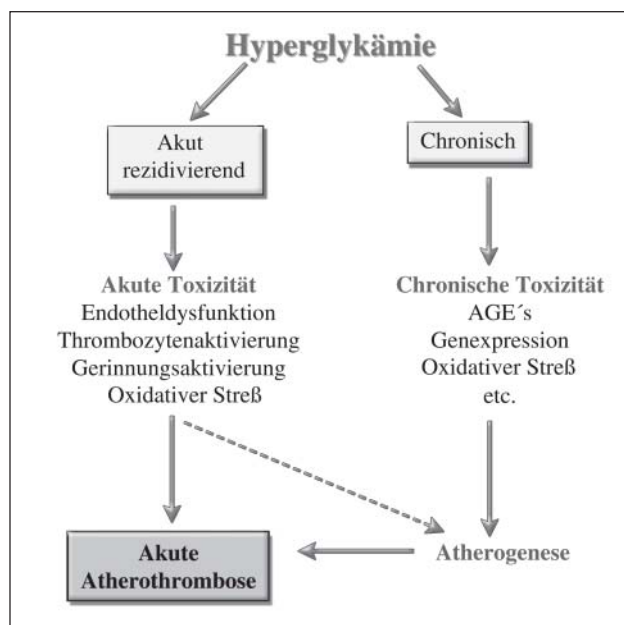 Hyperglykämie
Akut
rezidivierend
Chronisch
Akute Toxizität
Endotheldysfunktion
Thrombozytenaktivierung
Gerinnungsaktivierung
Oxidativer Streß
Chronische Toxizität
AGE´s
Genexpression
Oxidativer Streß
etc.
Akute
Atherothrombose
Atherogenese